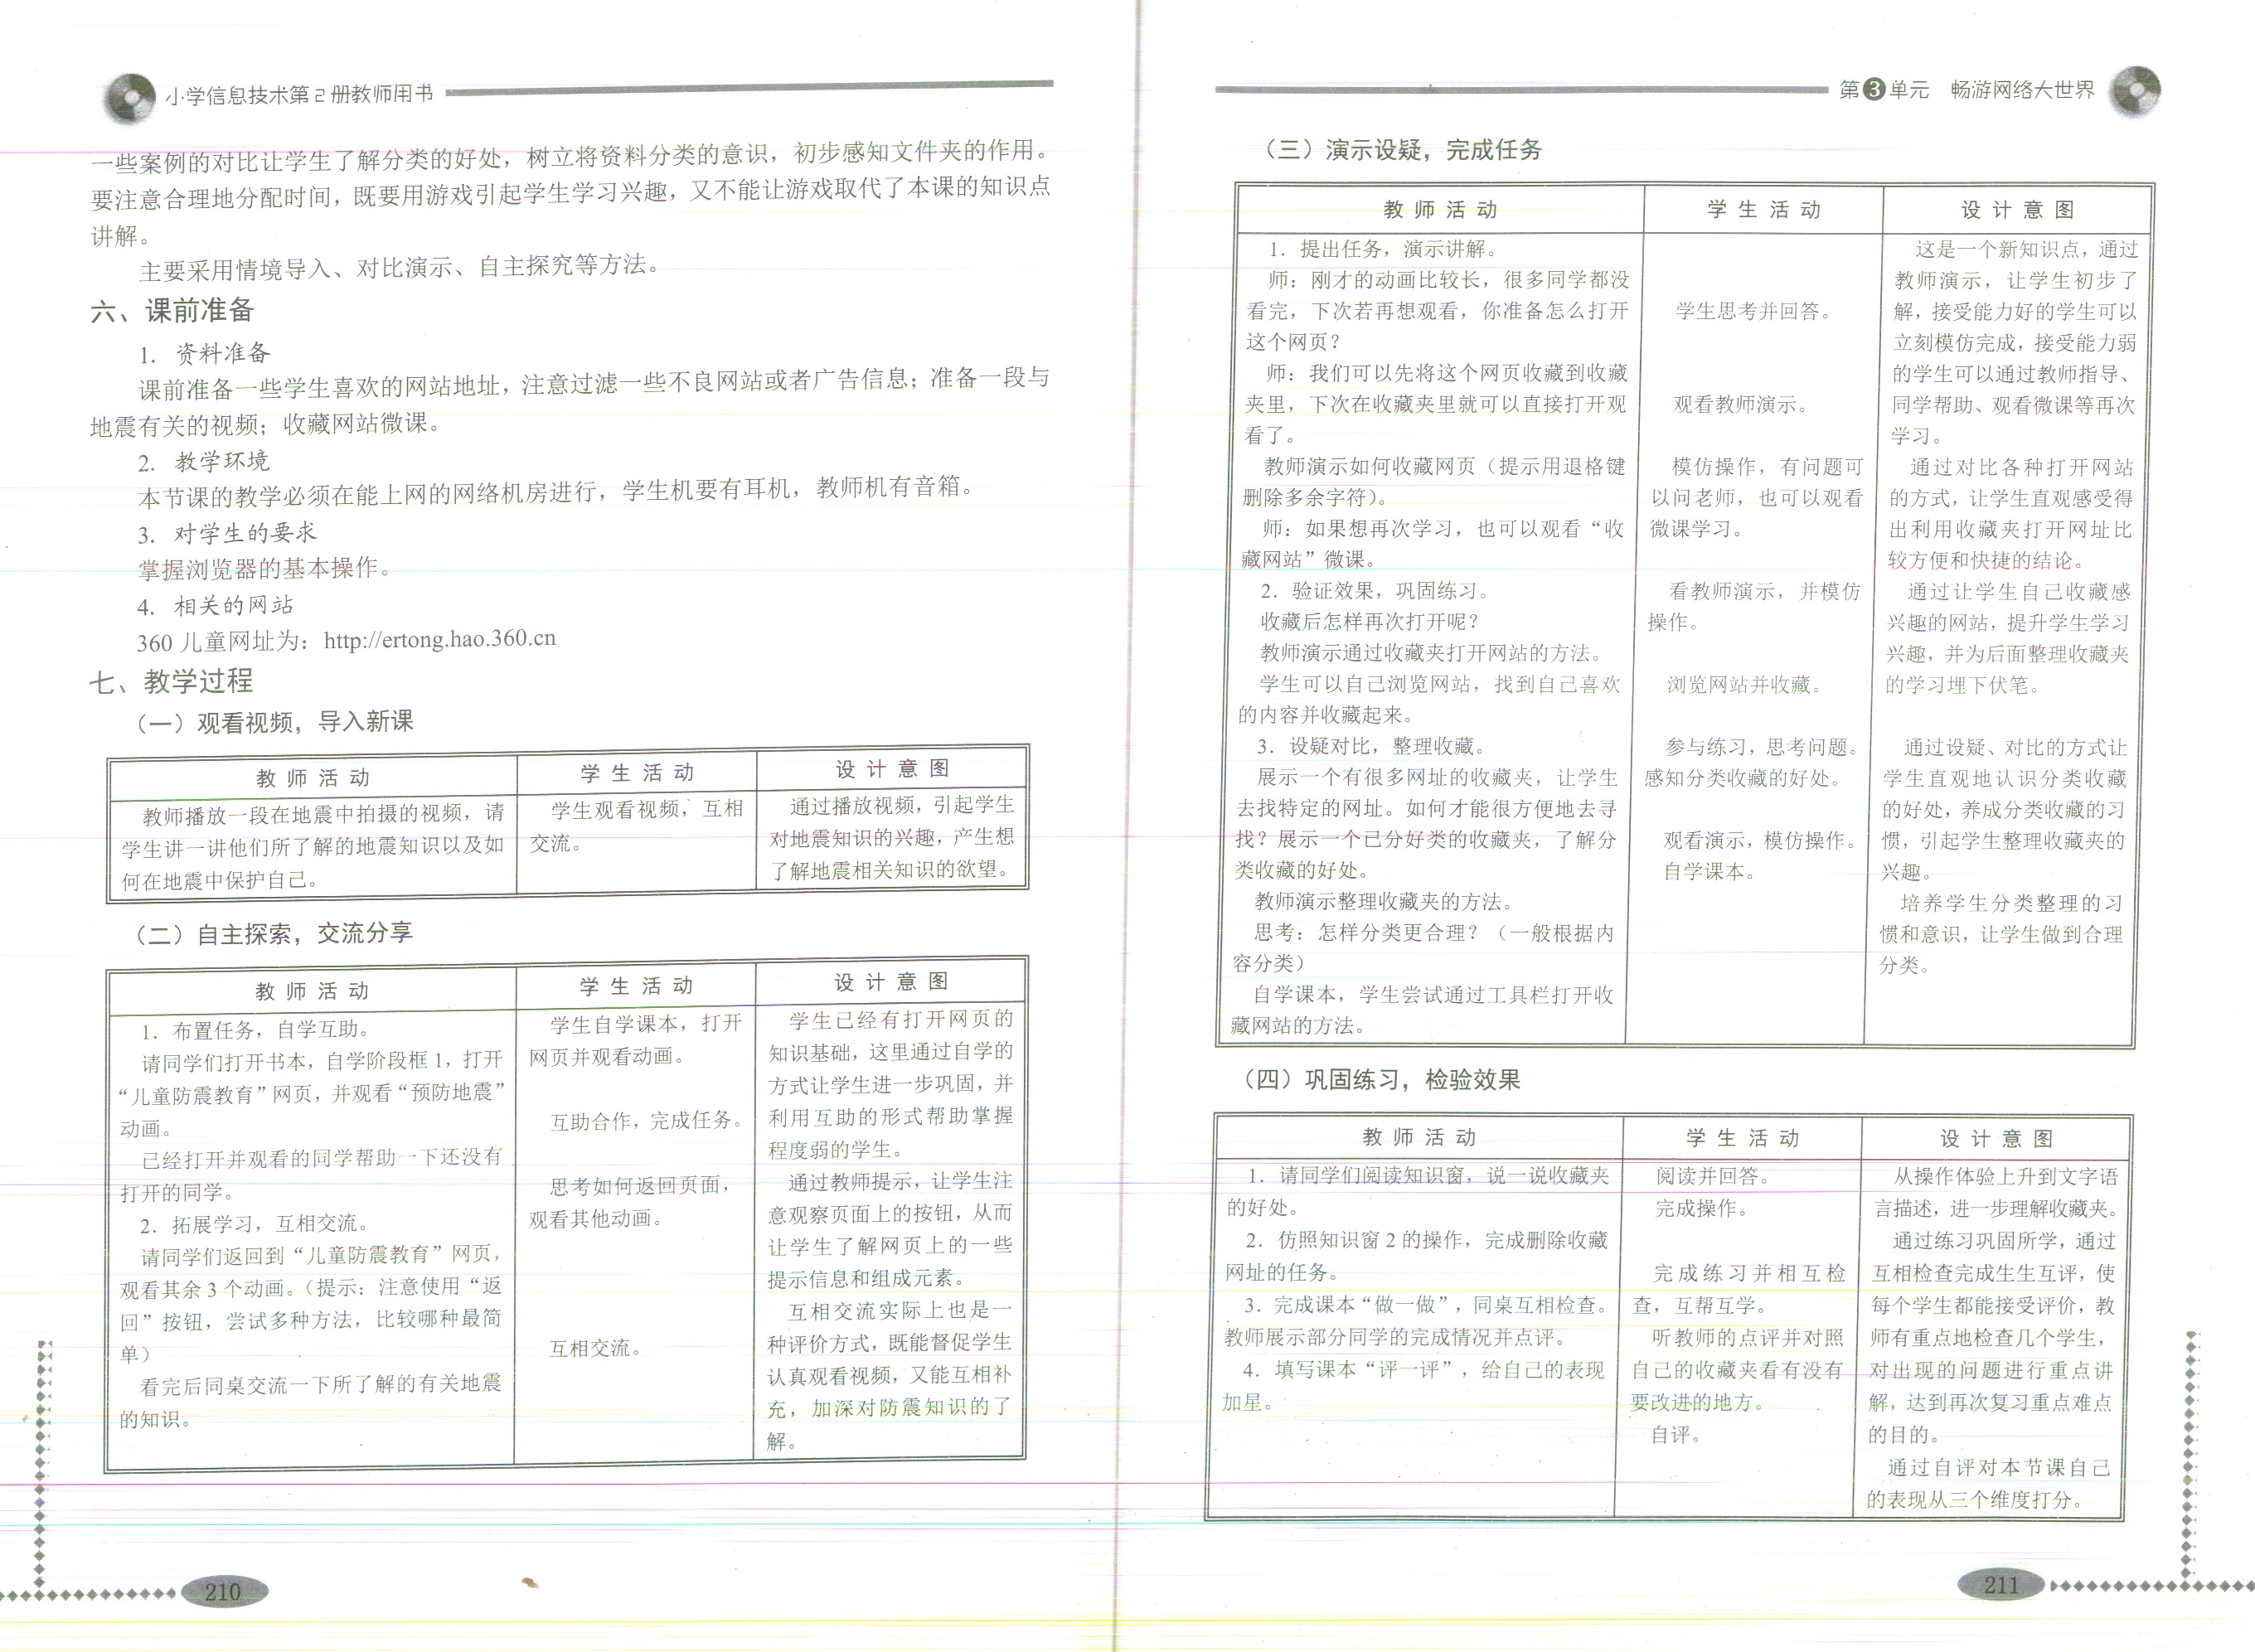 小学信息技术第2册教师用书
一些案例的对比让学生了解分类的好处，树立将资料分类的意识，初步感知文件夹的作用。
要注意合理地分配时间，既要用游戏引起学生学习兴趣，又不能让游戏取代了本课的知识点
讲解。
主要采用情境导入、对比演示、自主探究等方法。
六、课前准备
1. 资料准备
课前准备一些学生喜欢的网站地址，注意过滤一些不良网站或者广告信息；准备一段与
地震有关的视频；收藏网站微课。
2. 教学环境
本节课的教学必须在能上网的网络机房进行，学生机要有耳机，教师机有音箱。
3. 对学生的要求
掌握浏览器的基本操作。
4. 相关的网站
360 儿童网址为：http://ertong.hao.360.cn
七、教学过程
（一）观看视频，导入新课
教 师 活 动
学 生 活 动
设 计 意 图
教师播放一段在地震中拍摄的视频，请
学生讲一讲他们所了解的地震知识以及如
何在地震中保护自己。
学生观看视频，互相
交流。
通过播放视频，引起学生
对地震知识的兴趣，产生想
了解地震相关知识的欲望。
（二）自主探索，交流分享
教 师 活 动
学 生 活 动
设 计 意 图
1. 布置任务，自学互助。
请同学们打开书本，自学阶段框 1，打开
“儿童防震教育”网页，并观看“预防地震”
动画。
已经打开并观看的同学帮助一下还没有
打开的同学。
2. 拓展学习，互相交流。
请同学们返回到“儿童防震教育”网页，
观看其余 3 个动画。（提示：注意使用“返
回”按钮，尝试多种方法，比较哪种最简
单）
看完后同桌交流一下所了解的有关地震
的知识。
学生自学课本，打开
网页并观看动画。
互助合作，完成任务。
思考如何返回页面，
观看其他动画。
互相交流。
学生已经有打开网页的
知识基础，这里通过自学的
方式让学生进一步巩固，并
利用互助的形式帮助掌握
程度弱的学生。
通过教师提示，让学生注
意观察页面上的按钮，从而
让学生了解网页上的一些
提示信息和组成元素。
互相交流实际上也是一
种评价方式，既能督促学生
认真观看视频，又能互相补
充，加深对防震知识的了
解。
210
第3单元 畅游网络大世界
（三）演示设疑，完成任务
教 师 活 动
学 生 活 动
设 计 意 图
1. 提出任务，演示讲解。
师：刚才的动画比较长，很多同学都没
看完，下次若再想观看，你准备怎么打开
这个网页？
师：我们可以先将这个网页收藏到收藏
夹里，下次在收藏夹里就可以直接打开观
看了。
教师演示如何收藏网页（提示用退格键
删除多余字符）。
师：如果想再次学习，也可以观看“收
藏网站”微课。
2. 验证效果，巩固练习。
收藏后怎样再次打开呢？
教师演示通过收藏夹打开网站的方法。
学生可以自己浏览网站，找到自己喜欢
的内容并收藏起来。
3. 设疑对比，整理收藏。
展示一个有很多网址的收藏夹，让学生
去找特定的网址。如何才能很方便地去寻
找？展示一个已分好类的收藏夹，了解分
类收藏的好处。
教师演示整理收藏夹的方法。
思考：怎样分类更合理？（一般根据内
容分类）
自学课本，学生尝试通过工具栏打开收
藏网站的方法。
学生思考并回答。
观看教师演示。
模仿操作，有问题可
以问老师，也可以观看
微课学习。
看教师演示，并模仿
操作。
浏览网站并收藏。
参与练习，思考问题。
感知分类收藏的好处。
观看演示，模仿操作。
自学课本。
这是一个新知识点，通过
教师演示，让学生初步了
解，接受能力好的学生可以
立刻模仿完成，接受能力弱
的学生可以通过教师指导、
同学帮助、观看微课等再次
学习。
通过对比各种打开网站
的方式，让学生直观感受得
出利用收藏夹打开网址比
较方便和快捷的结论。
通过让学生自己收藏感
兴趣的网站，提升学生学习
兴趣，并为后面整理收藏夹
的学习埋下伏笔。
通过设疑、对比的方式让
学生直观地认识分类收藏
的好处，养成分类收藏的习
惯，引起学生整理收藏夹的
兴趣。
培养学生分类整理的习
惯和意识，让学生做到合理
分类。
（四）巩固练习，检验效果
教 师 活 动
学 生 活 动
设 计 意 图
1. 请同学们阅读知识窗，说一说收藏夹
的好处。
2. 仿照知识窗 2 的操作，完成删除收藏
网址的任务。
3. 完成课本“做一做”，同桌互相检查。
教师展示部分同学的完成情况并点评。
4. 填写课本“评一评”，给自己的表现
加星。
阅读并回答。
完成操作。
完成练习并相互检
查，互帮互学。
听教师的点评并对照
自己的收藏夹看有没有
要改进的地方。
自评。
从操作体验上升到文字语
言描述，进一步理解收藏夹。
通过练习巩固所学，通过
互相检查完成生生互评，使
每个学生都能接受评价，教
师有重点地检查几个学生，
对出现的问题进行重点讲
解，达到再次复习重点难点
的目的。
通过自评对本节课自己
的表现从三个维度打分。
211